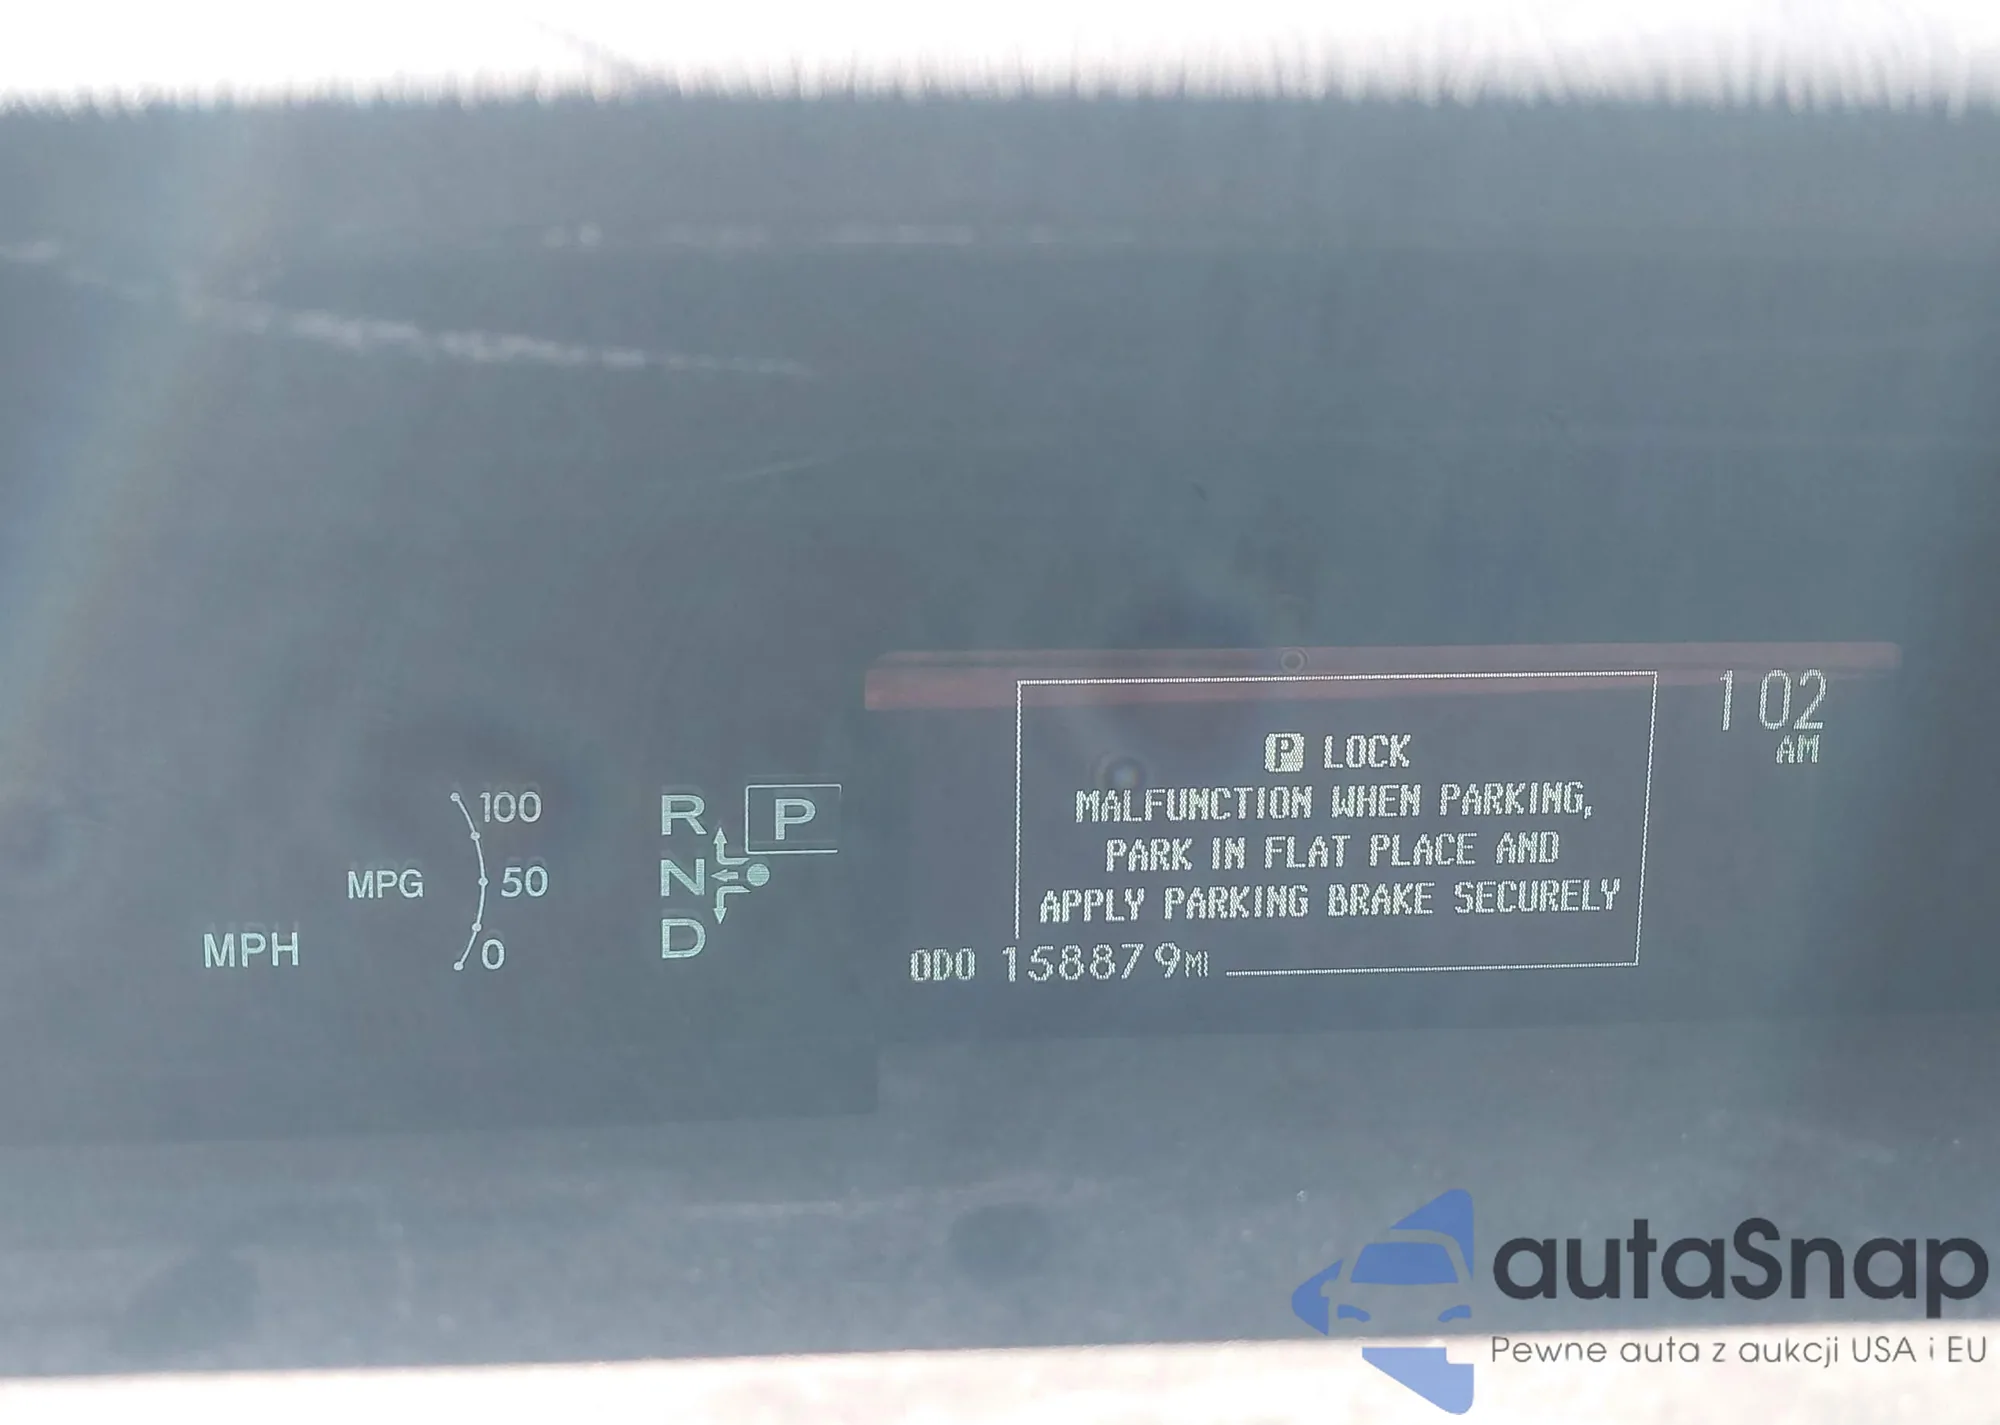 100
MPG
50
MPH
0
R
P
N
D
P LOCK
MALFUNCTION WHEN PARKING,
PARK IN FLAT PLACE AND
APPLY PARKING BRAKE SECURELY
ODO 158879MI
1 02
AM
autaSnap
Pewne auta z aukcji USA i EU